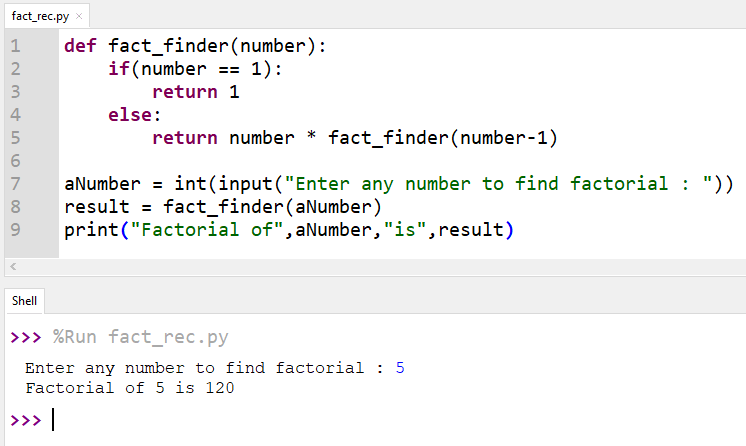 fact_rec.py ×
1 def fact_finder(number):
2     if(number == 1):
3         return 1
4     else:
5         return number * fact_finder(number-1)
6
7 aNumber = int(input("Enter any number to find factorial : "))
8 result = fact_finder(aNumber)
9 print("Factorial of",aNumber,"is",result)
Shell
>>> %Run fact_rec.py
Enter any number to find factorial : 5
Factorial of 5 is 120
>>>